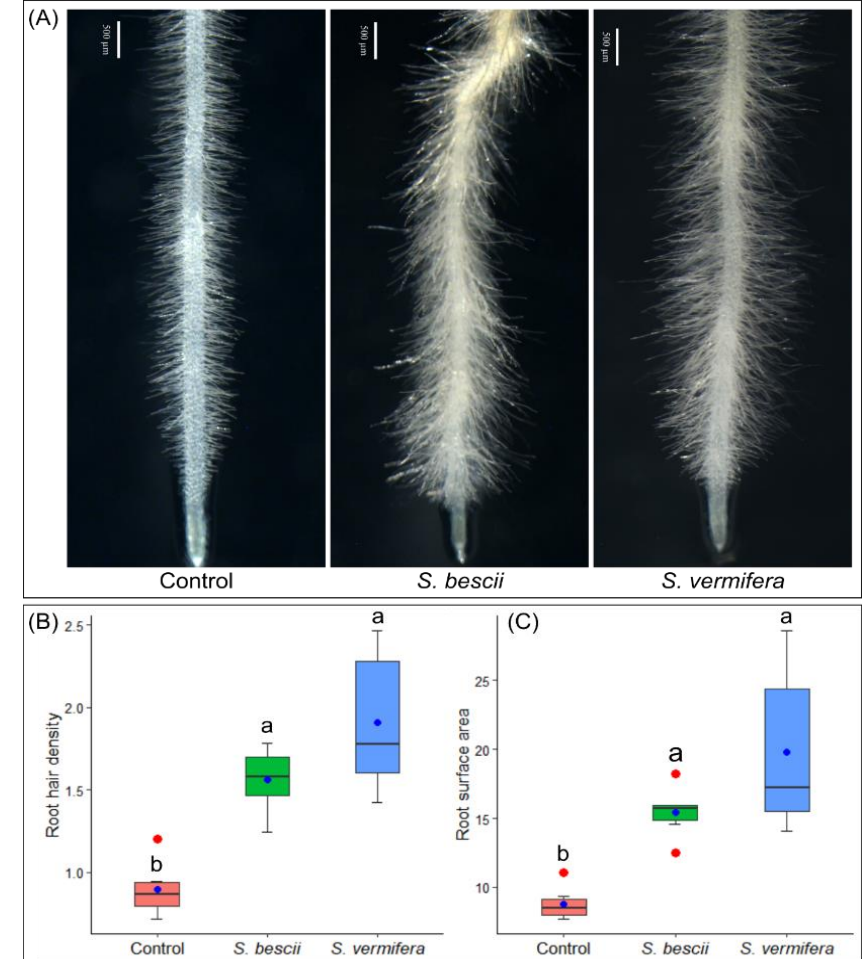 (A)
500 µm
500 µm
500 µm
Control
S. bescii
S. vermifera
(B)
Root hair density
2.5
2.0
1.5
1.0
b
a
a
Control
S. bescii
S. vermifera
(C)
Root surface area
25
20
15
10
b
a
a
Control
S. bescii
S. vermifera